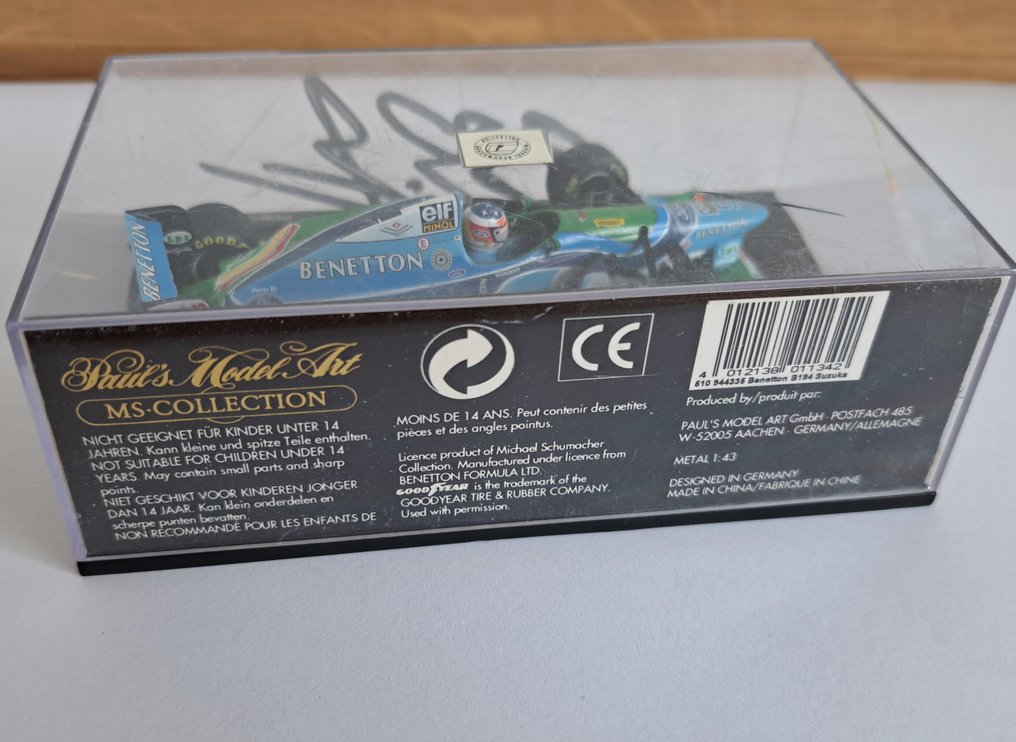 elf
MINOL
BENETTON
BENETTON
GOOD
BENETTON
Paul's Model Art
MS·COLLECTION
NICHT GEEIGNET FÜR KINDER UNTER 14
JAHREN. Kann kleine und spitze Teile enthalten.
NOT SUITABLE FOR CHILDREN UNDER 14
YEARS. May contain small parts and sharp
points.
NIET GESCHIKT VOOR KINDEREN JONGER
DAN 14 JAAR. Kan klein onderdelen en
scherpe punten bevatten.
NON RECOMMANDE POUR LES ENFANTS DE
MOINS DE 14 ANS. Peut contenir des petites
pièces et des angles pointus.
Licence product of Michael Schumacher
Collection. Manufactured under licence from
BENETTON FORMULA LTD.
GOODYEAR is the trademark of the
GOODYEAR TIRE & RUBBER COMPANY.
Used with permission.
CE
4 012138 011342
510 944335 Benetton B194 Suzuka
Produced by/produit par:
PAUL'S MODEL ART GmbH · POSTFACH 485
W-52005 AACHEN · GERMANY/ALLEMAGNE
METAL 1:43
DESIGNED IN GERMANY
MADE IN CHINA/FABRIQUE IN CHINE